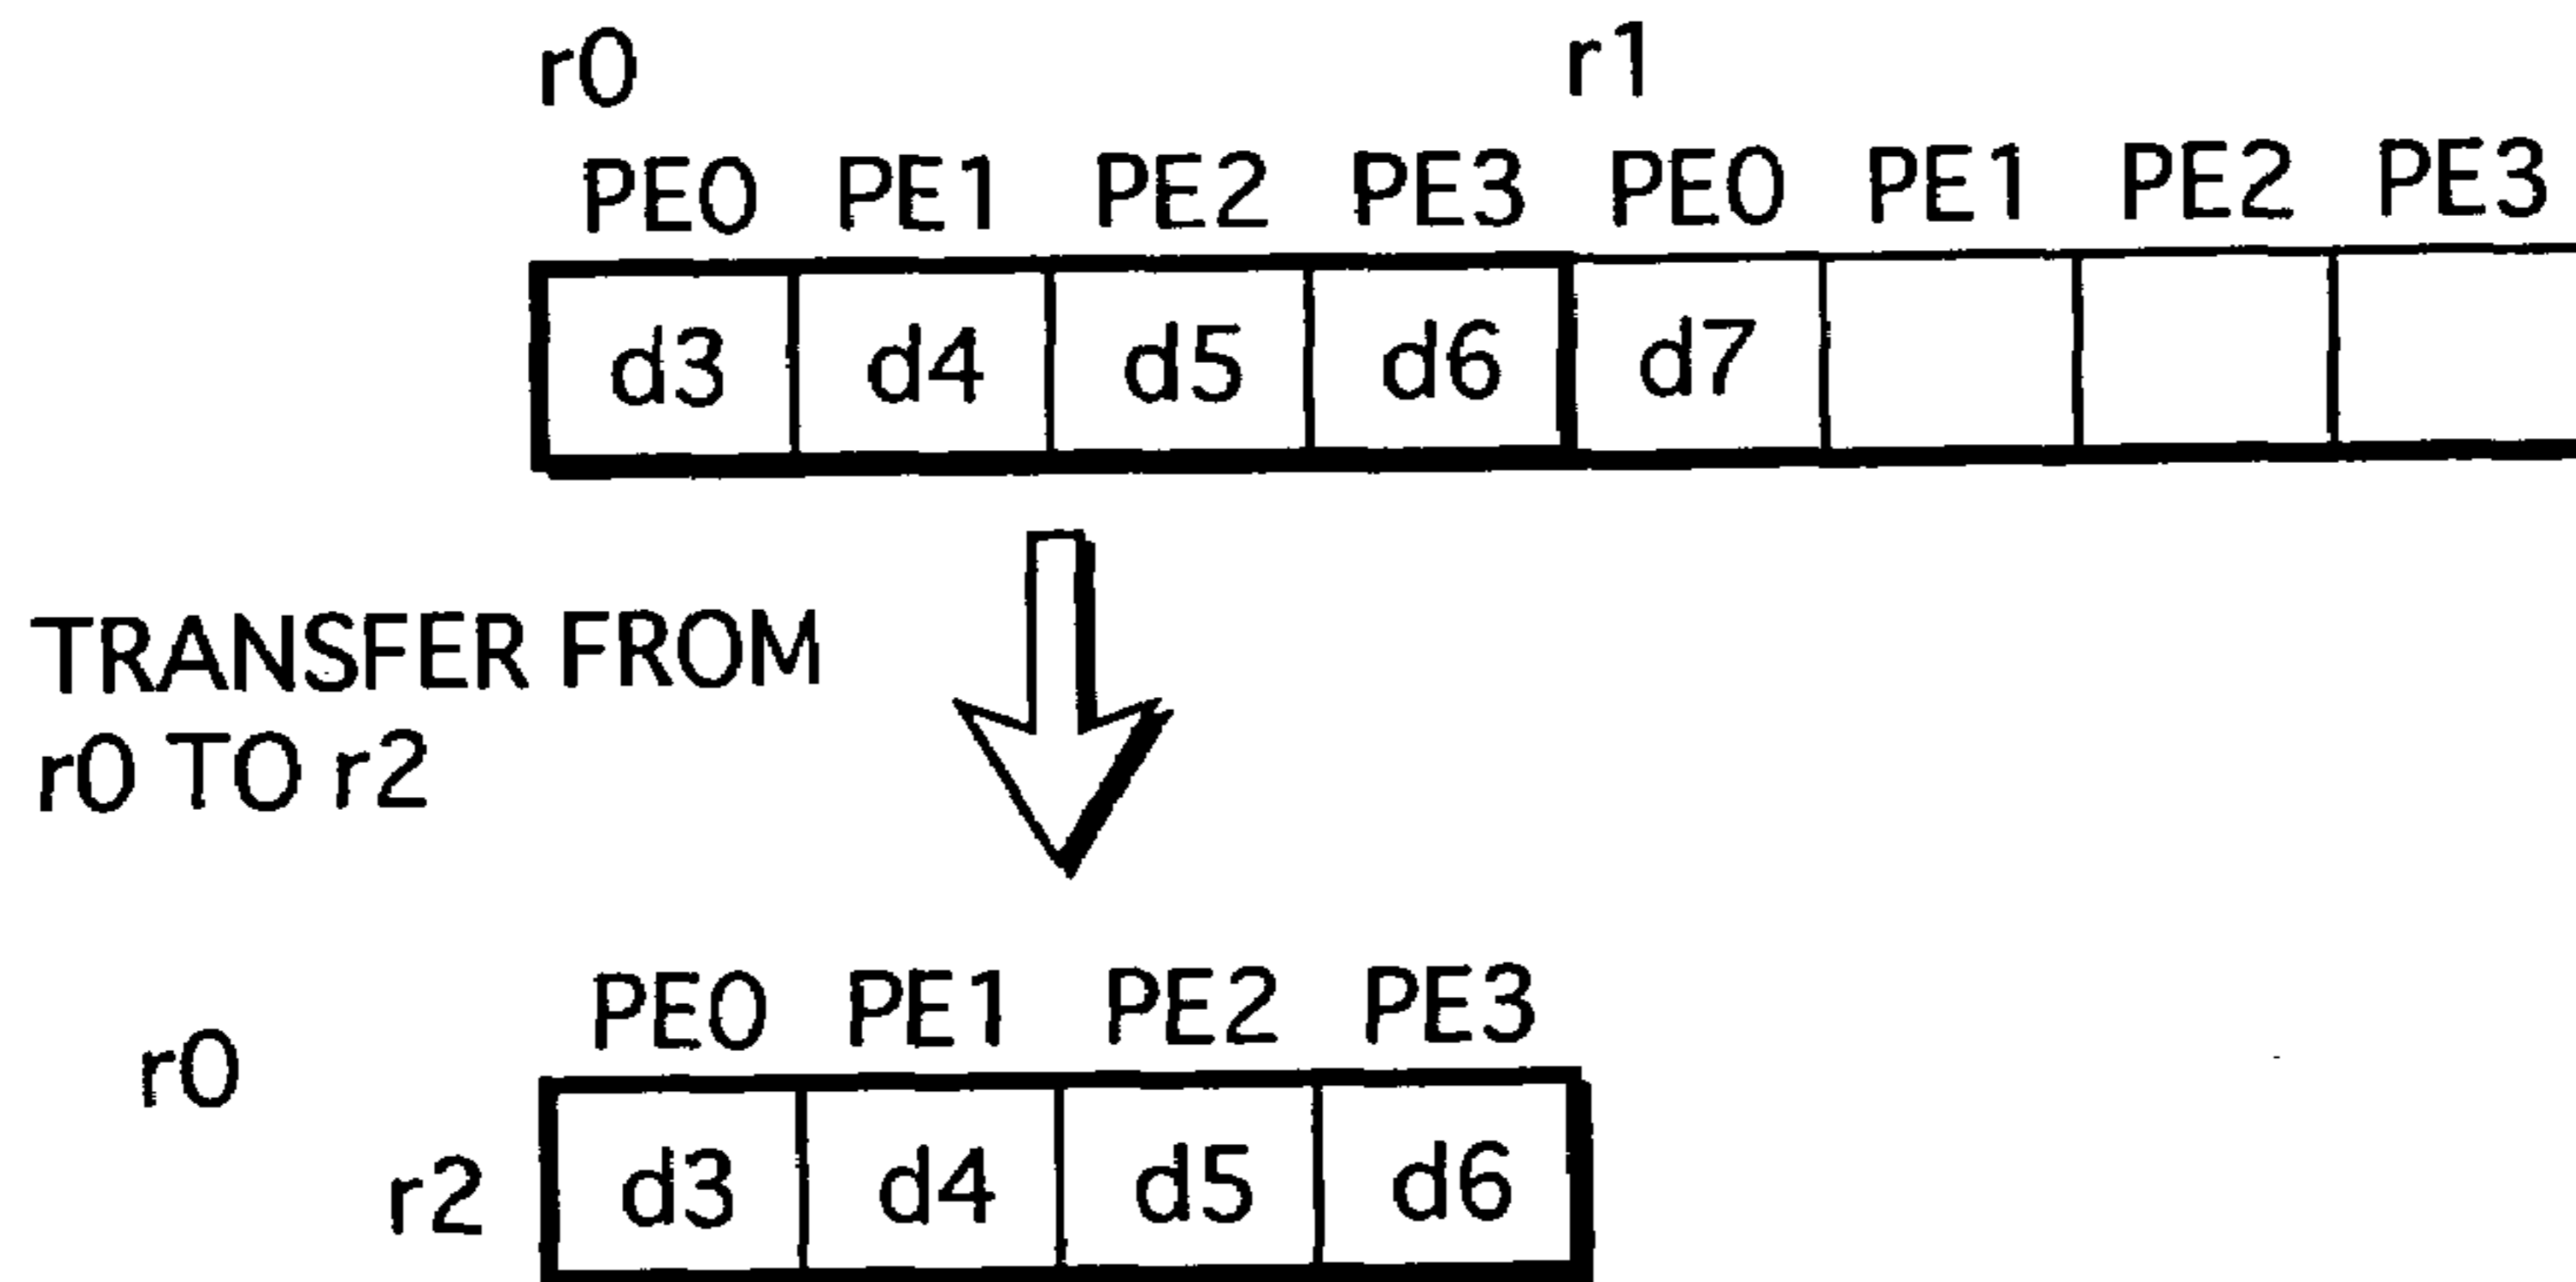 r0 r1
PE0 PE1 PE2 PE3 PE0 PE1 PE2 PE3
d3 d4 d5 d6 d7
TRANSFER FROM
r0 TO r2
PE0 PE1 PE2 PE3
r0
r2 d3 d4 d5 d6